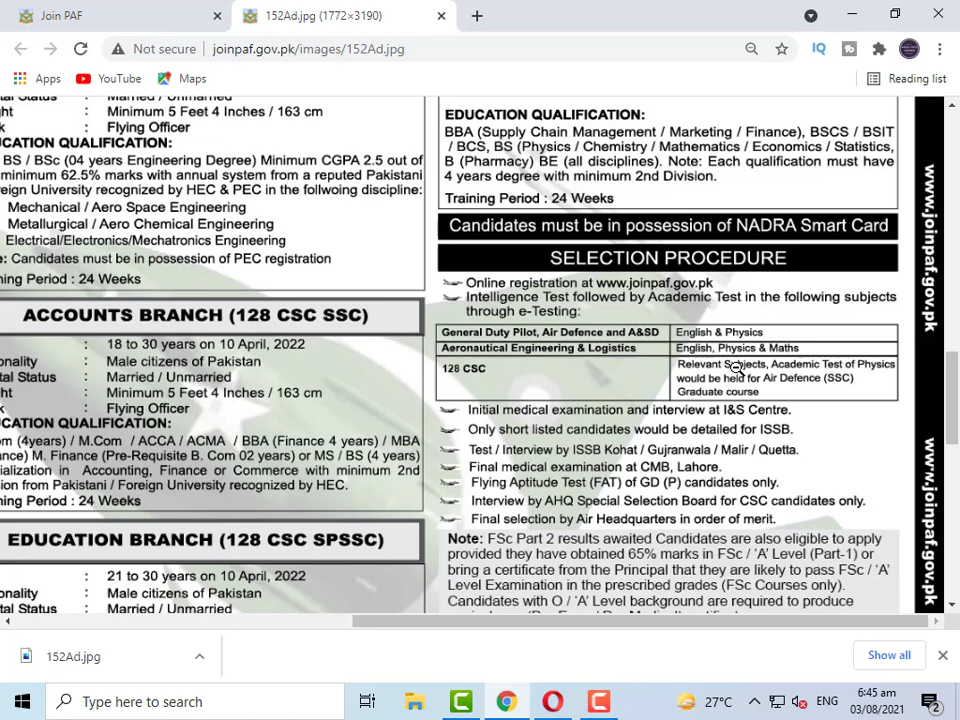 Join PAF
152Ad.jpg (1772×3190)
Not secure joinpaf.gov.pk/images/152Ad.jpg
Apps YouTube Maps Reading list
Married / Unmarried
: Minimum 5 Feet 4 Inches / 163 cm
: Flying Officer
UCATION QUALIFICATION:
BS / BSc (04 years Engineering Degree) Minimum CGPA 2.5 out of
minimum 62.5% marks with annual system from a reputed Pakistani
reign University recognized by HEC & PEC in the follwoing discipline:
Mechanical / Aero Space Engineering
Metallurgical / Aero Chemical Engineering
Electrical/Electronics/Mechatronics Engineering
e: Candidates must be in possession of PEC registration
ning Period : 24 Weeks
ACCOUNTS BRANCH (128 CSC SSC)
: 18 to 30 years on 10 April, 2022
onality : Male citizens of Pakistan
tal Status : Married / Unmarried
ght : Minimum 5 Feet 4 Inches / 163 cm
k : Flying Officer
UCATION QUALIFICATION:
om (4years) / M.Com / ACCA / ACMA / BBA (Finance 4 years) / MBA
ance) M. Finance (Pre-Requisite B. Com 02 years) or MS / BS (4 years)
cialization in Accounting, Finance or Commerce with minimum 2nd
sion from Pakistani / Foreign University recognized by HEC.
ning Period : 24 Weeks
EDUCATION BRANCH (128 CSC SPSSC)
: 21 to 30 years on 10 April, 2022
onality : Male citizens of Pakistan
tal Status : Married / Unmarried
EDUCATION QUALIFICATION:
BBA (Supply Chain Management / Marketing / Finance), BSCS / BSIT
/ BCS, BS (Physics / Chemistry / Mathematics / Economics / Statistics,
B (Pharmacy) BE (all disciplines). Note: Each qualification must have
4 years degree with minimum 2nd Division.
Training Period : 24 Weeks
Candidates must be in possession of NADRA Smart Card
SELECTION PROCEDURE
Online registration at www.joinpaf.gov.pk
Intelligence Test followed by Academic Test in the following subjects
through e-Testing:
General Duty Pilot, Air Defence and A&SD English & Physics
Aeronautical Engineering & Logistics English, Physics & Maths
128 CSC Relevant Subjects, Academic Test of Physics
would be held for Air Defence (SSC)
Graduate course
Initial medical examination and interview at I&S Centre.
Only short listed candidates would be detailed for ISSB.
Test / Interview by ISSB Kohat / Gujranwala / Malir / Quetta.
Final medical examination at CMB, Lahore.
Flying Aptitude Test (FAT) of GD (P) candidates only.
Interview by AHQ Special Selection Board for CSC candidates only.
Final selection by Air Headquarters in order of merit.
Note: FSc Part 2 results awaited Candidates are also eligible to apply
provided they have obtained 65% marks in FSc / 'A' Level (Part-1) or
bring a certificate from the Principal that they are likely to pass FSc / 'A'
Level Examination in the prescribed grades (FSc Courses only).
Candidates with O / 'A' Level background are required to produce
www.joinpaf.gov.pk
www.joinpaf.gov.pk
152Ad.jpg
Show all
Type here to search
27°C
ENG
6:45 am
03/08/2021
2